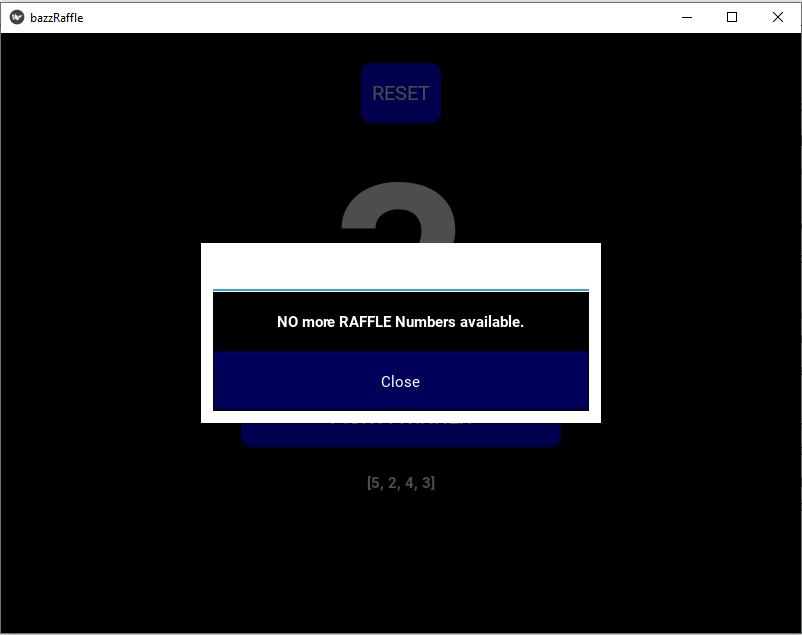 bazzRaffle
RESET
NO more RAFFLE Numbers available.
Close
[5, 2, 4, 3]